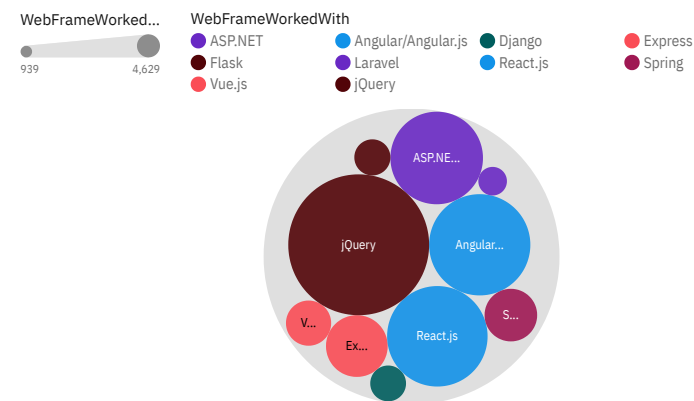 WebFrameWorked...
939
4,629
WebFrameWorkedWith
ASP.NET
Angular/Angular.js
Django
Express
Flask
Laravel
React.js
Spring
Vue.js
jQuery
ASP.NE...
jQuery
Angular...
S...
V...
Ex...
React.js